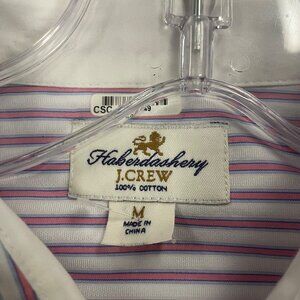 Haberdashery
J.CREW
100% COTTON
M
MADE IN
CHINA